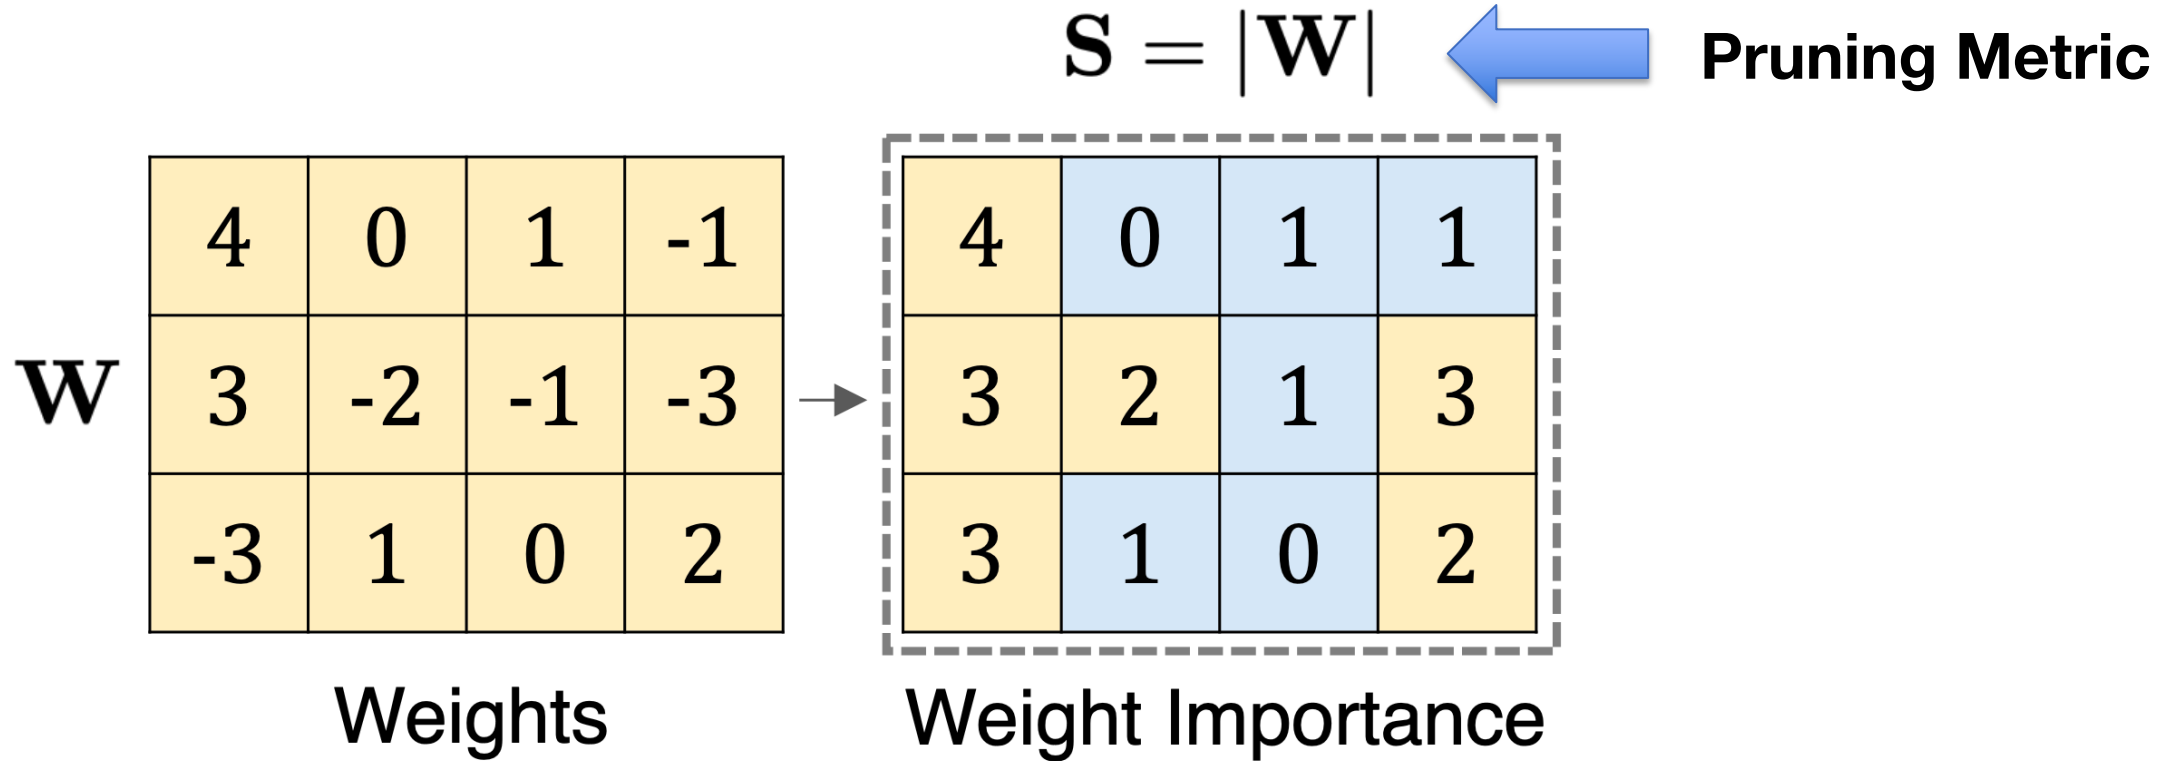 S = |W|
Pruning Metric
4 0 1 -1
3 -2 -1 -3
-3 1 0 2
W
4 0 1 1
3 2 1 3
3 1 0 2
Weights
Weight Importance